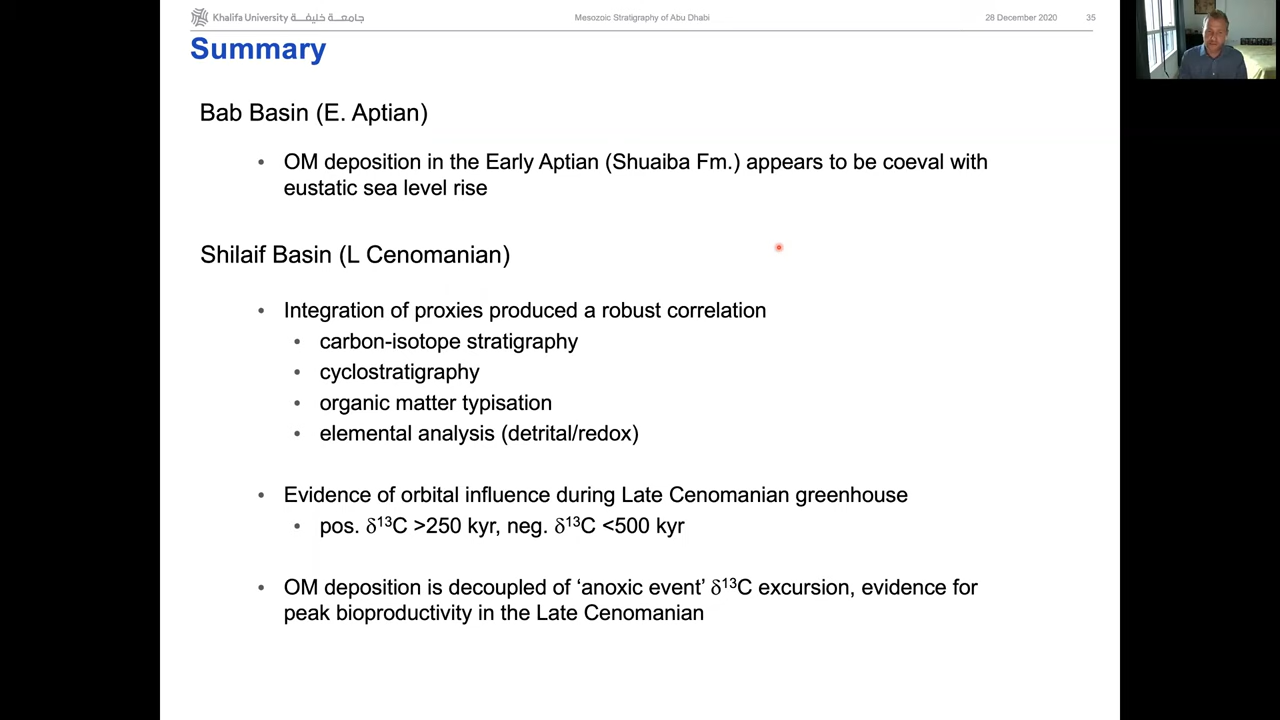 Khalifa University جامعة خليفة
Mesozoic Stratigraphy of Abu Dhabi
28 December 2020
35
Summary
Bab Basin (E. Aptian)
• OM deposition in the Early Aptian (Shuaiba Fm.) appears to be coeval with
eustatic sea level rise
Shilaif Basin (L Cenomanian)
• Integration of proxies produced a robust correlation
• carbon-isotope stratigraphy
• cyclostratigraphy
• organic matter typisation
• elemental analysis (detrital/redox)
• Evidence of orbital influence during Late Cenomanian greenhouse
• pos. δ¹³C >250 kyr, neg. δ¹³C <500 kyr
• OM deposition is decoupled of ‘anoxic event’ δ¹³C excursion, evidence for
peak bioproductivity in the Late Cenomanian